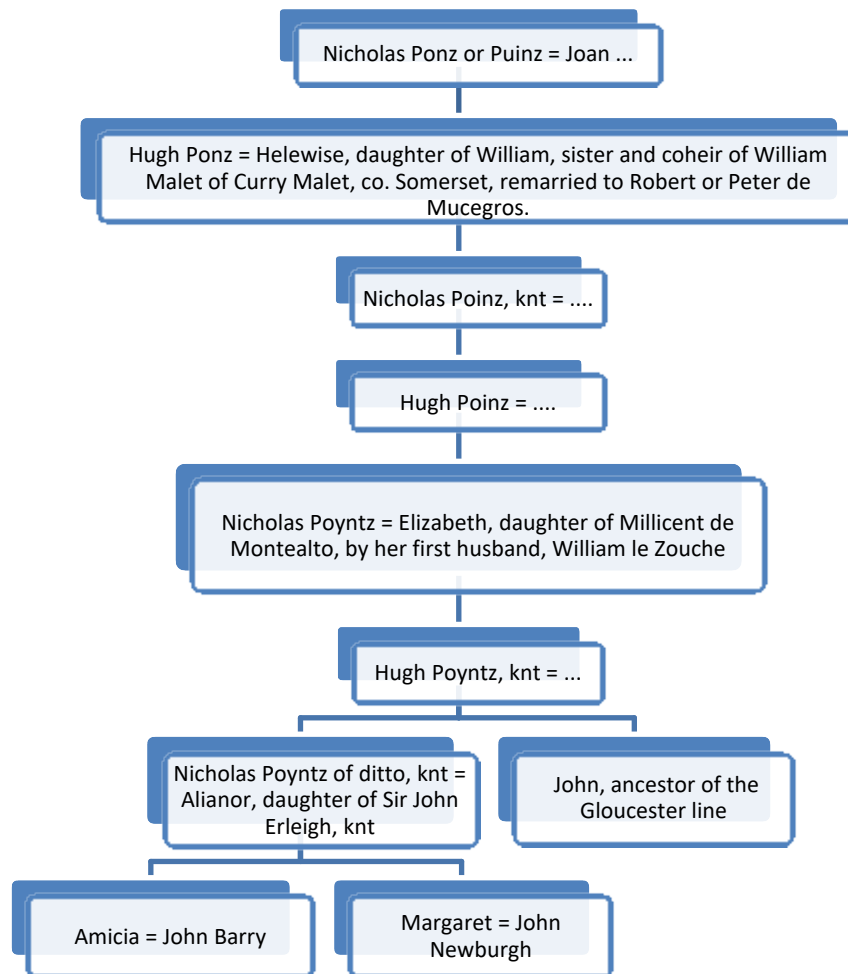 Nicholas Ponz or Puinz = Joan ...
Hugh Ponz = Helewise, daughter of William, sister and coheir of William
Malet of Curry Malet, co. Somerset, remarried to Robert or Peter de
Mucegros.
Nicholas Poinz, knt = ....
Hugh Poinz = ....
Nicholas Poyntz = Elizabeth, daughter of Millicent de
Montealto, by her first husband, William le Zouche
Hugh Poyntz, knt = ...
Nicholas Poyntz of ditto, knt =
Alianor, daughter of Sir John
Erleigh, knt
John, ancestor of the
Gloucester line
Amicia = John Barry
Margaret = John
Newburgh